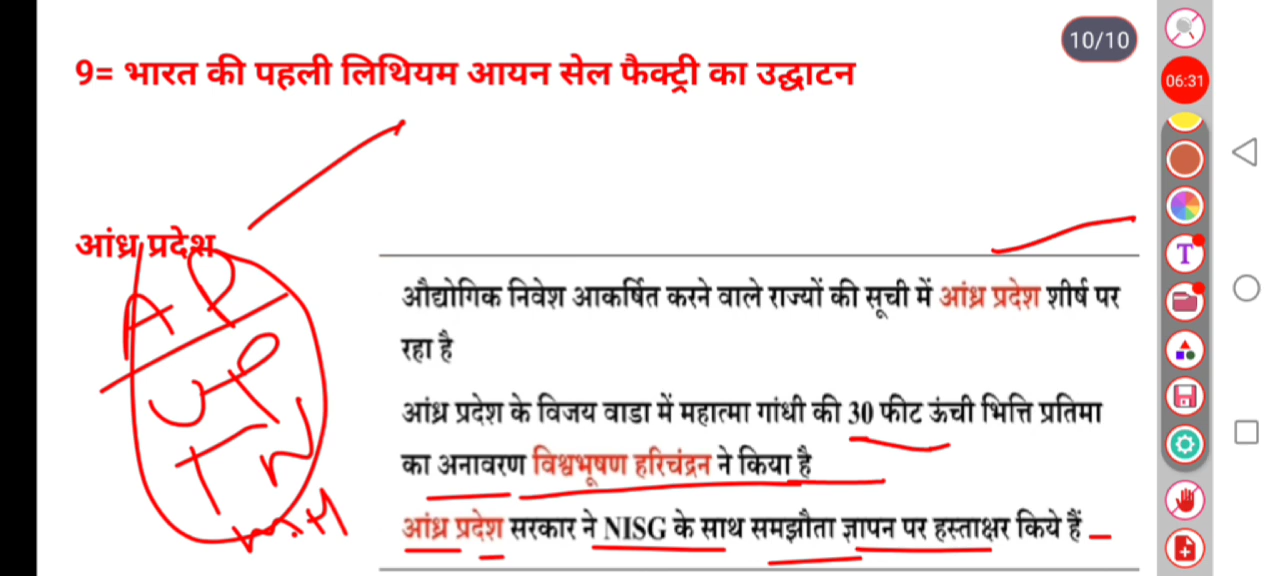 10/10
9= भारत की पहली लिथियम आयन सेल फैक्ट्री का उद्घाटन
06:31
आंध्र प्रदेश
AP
UP
TN
M.H
औद्योगिक निवेश आकर्षित करने वाले राज्यों की सूची में आंध्र प्रदेश शीर्ष पर
रहा है
आंध्र प्रदेश के विजय वाडा में महात्मा गांधी की 30 फीट ऊंची भित्ति प्रतिमा
का अनावरण विश्वभूषण हरिचंद्रन ने किया है
आंध्र प्रदेश सरकार ने NISG के साथ समझौता ज्ञापन पर हस्ताक्षर किये हैं
T